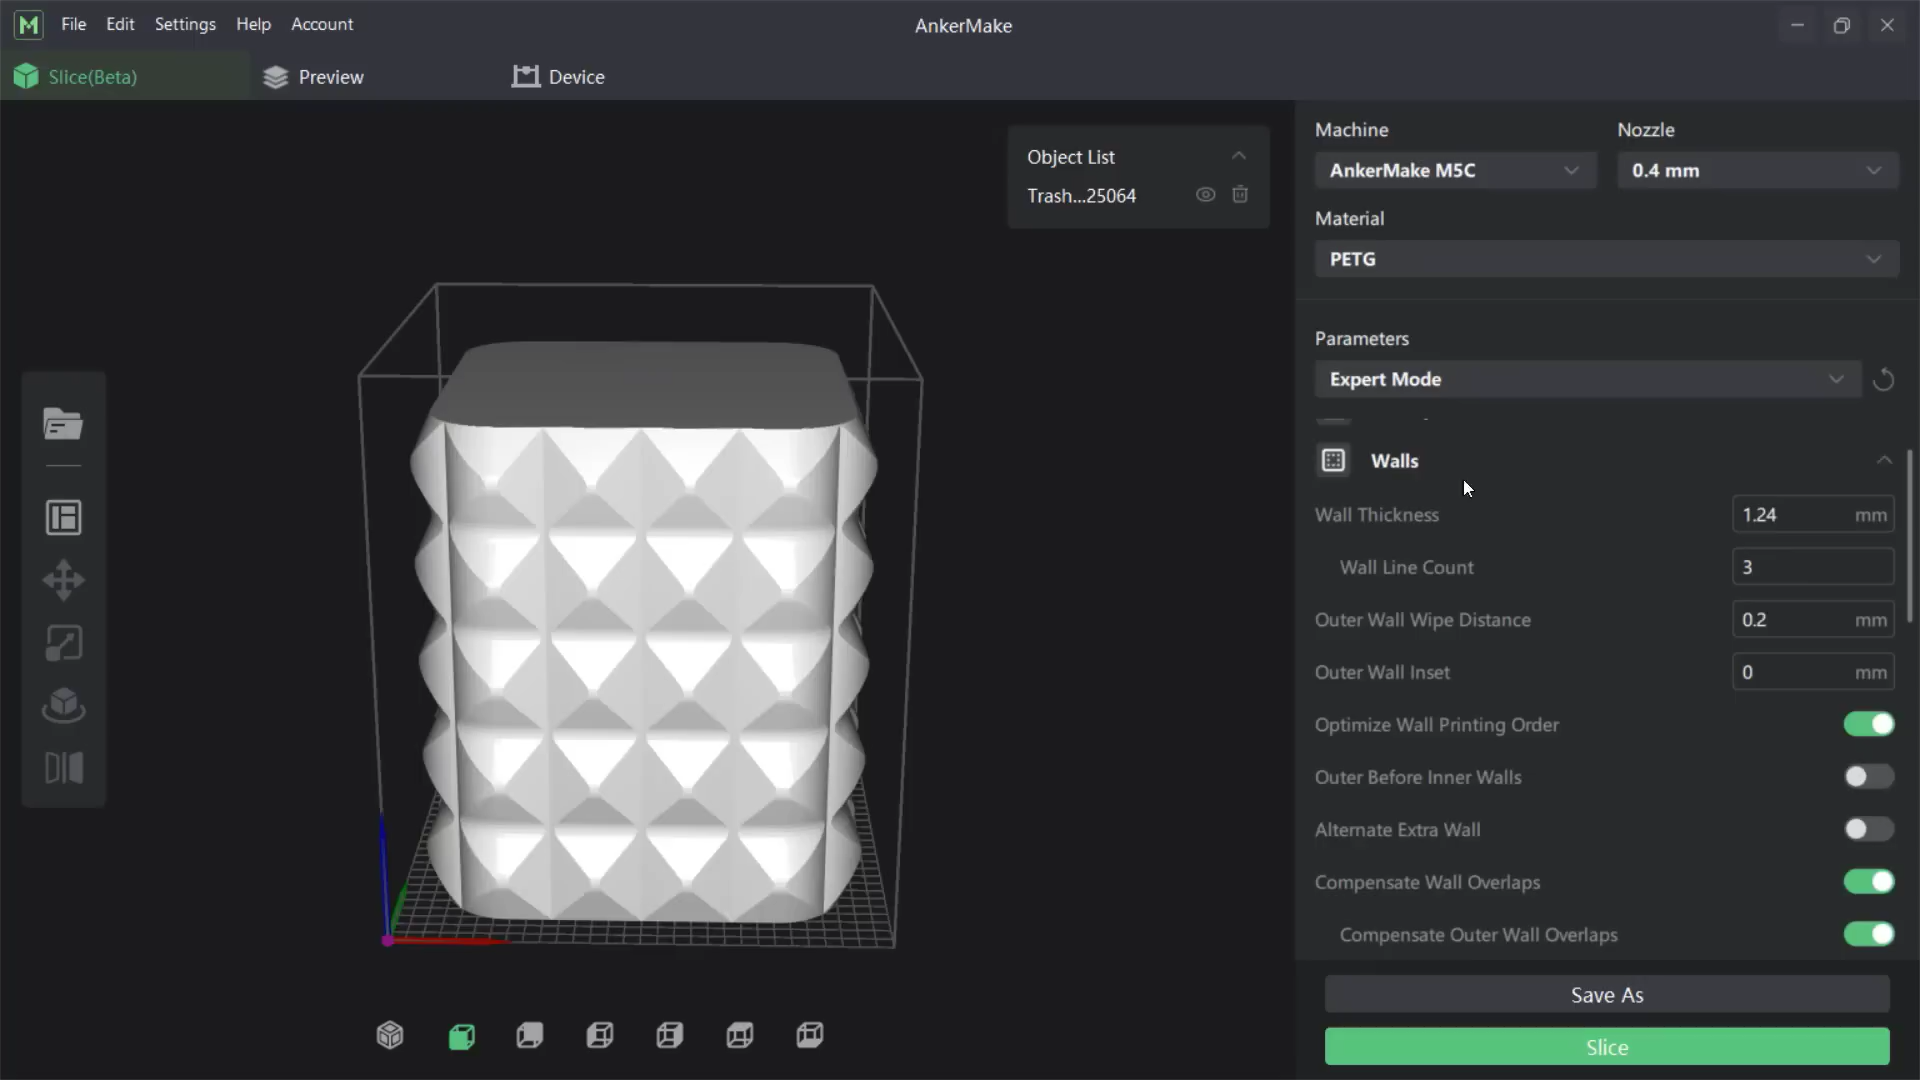 File Edit Settings Help Account
AnkerMake
Slice(Beta) Preview Device
Object List
Trash...25064
Machine Nozzle
AnkerMake M5C 0.4 mm
Material
PETG
Parameters
Expert Mode
Walls
Wall Thickness 1.24 mm
Wall Line Count 3
Outer Wall Wipe Distance 0.2 mm
Outer Wall Inset 0 mm
Optimize Wall Printing Order
Outer Before Inner Walls
Alternate Extra Wall
Compensate Wall Overlaps
Compensate Outer Wall Overlaps
Save As
Slice